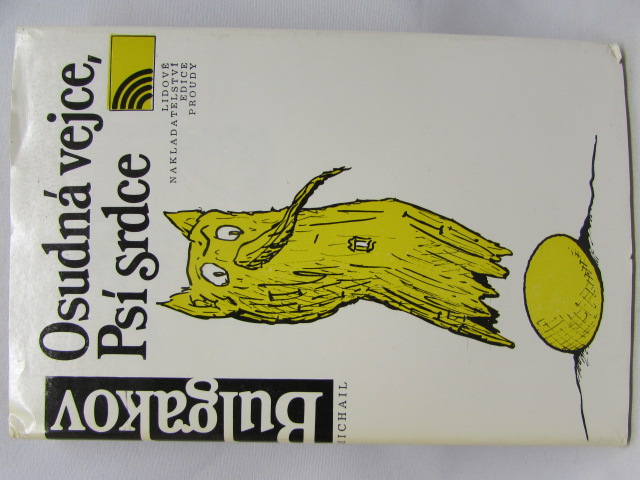 Osudná vejce,
Psí srdce
LIDOVÉ
NAKLADATELSTVÍ
EDICE
PROUDY
Bulgakov
MICHAIL